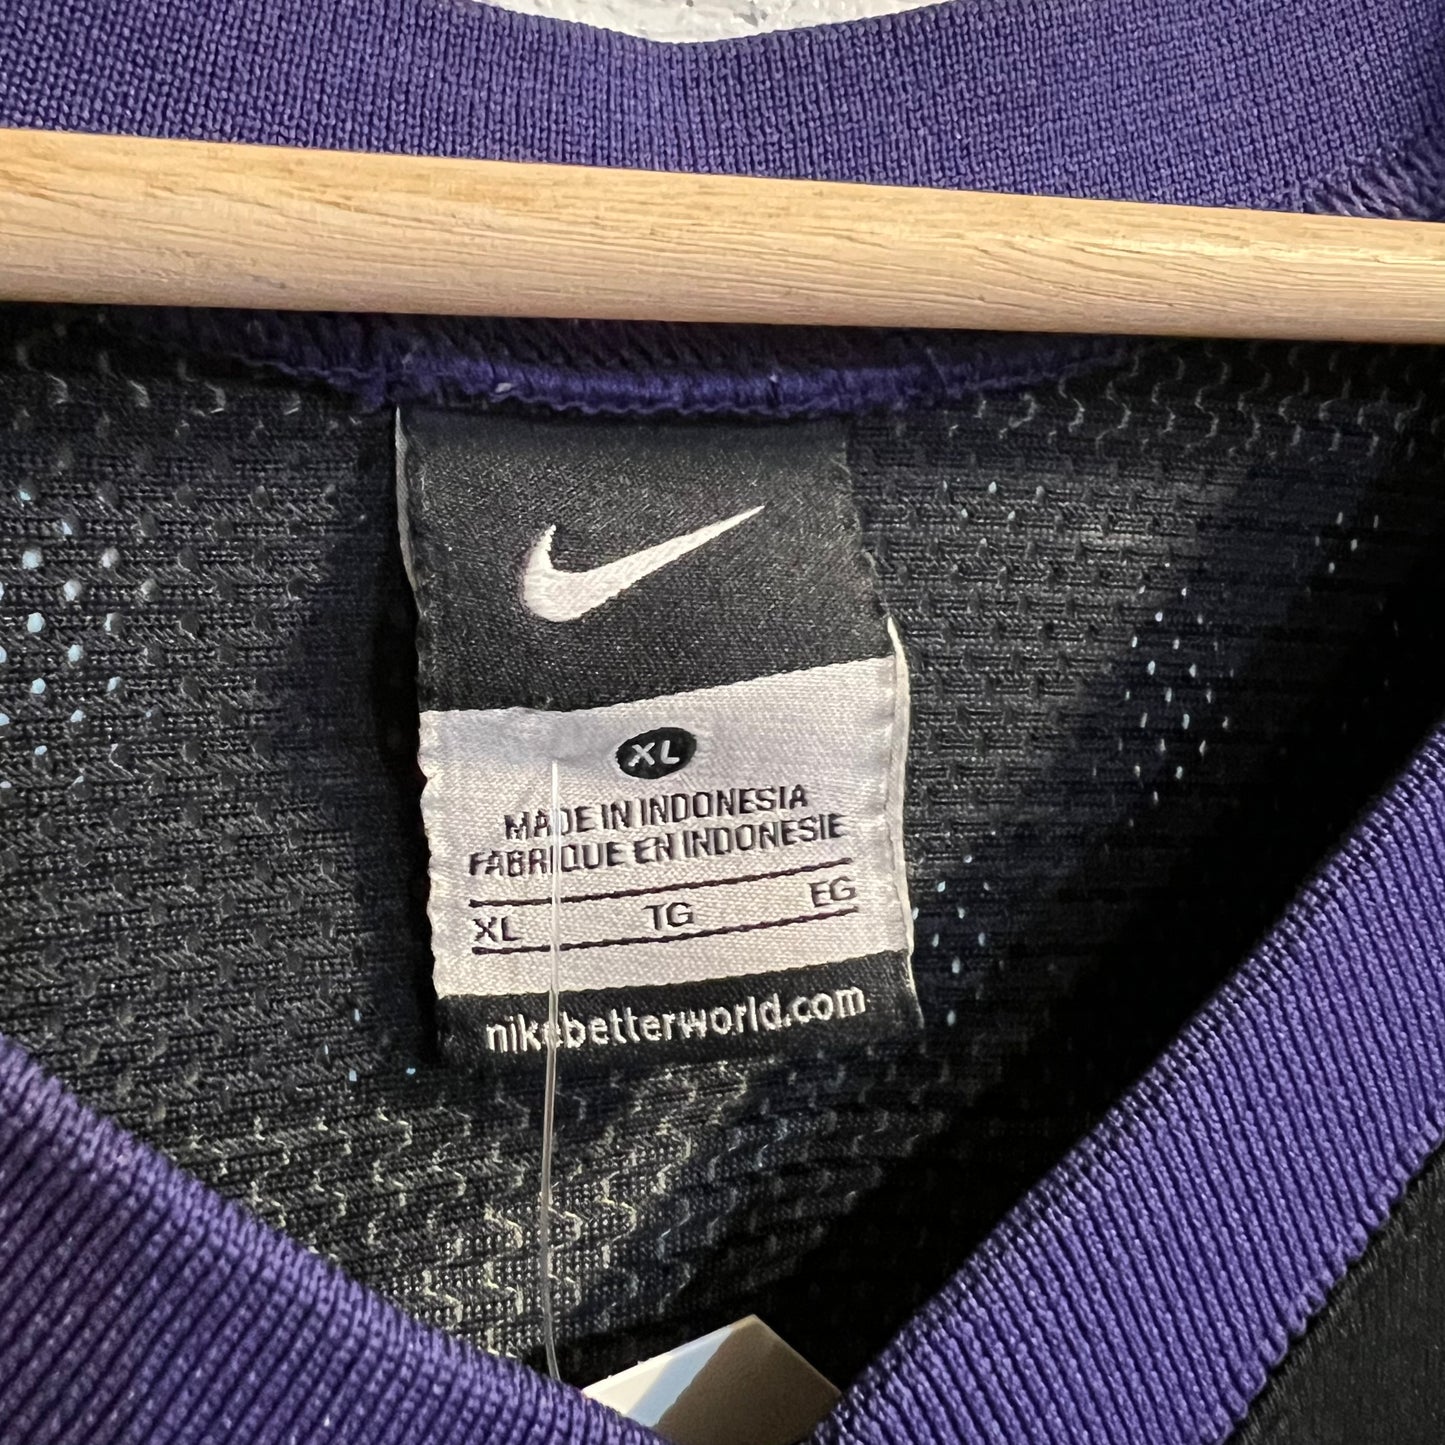 XL
MADE IN INDONESIA
FABRIQUE EN INDONESIE
XL TG EG
nikebetterworld.com